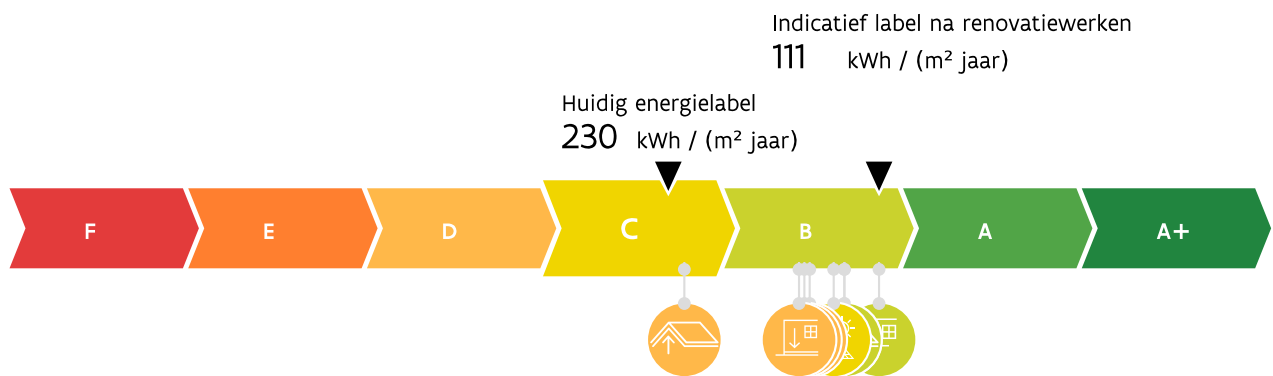 Indicatief label na renovatiewerken
111 kWh / (m² jaar)
Huidig energielabel
230 kWh / (m² jaar)
F E D C B A A+